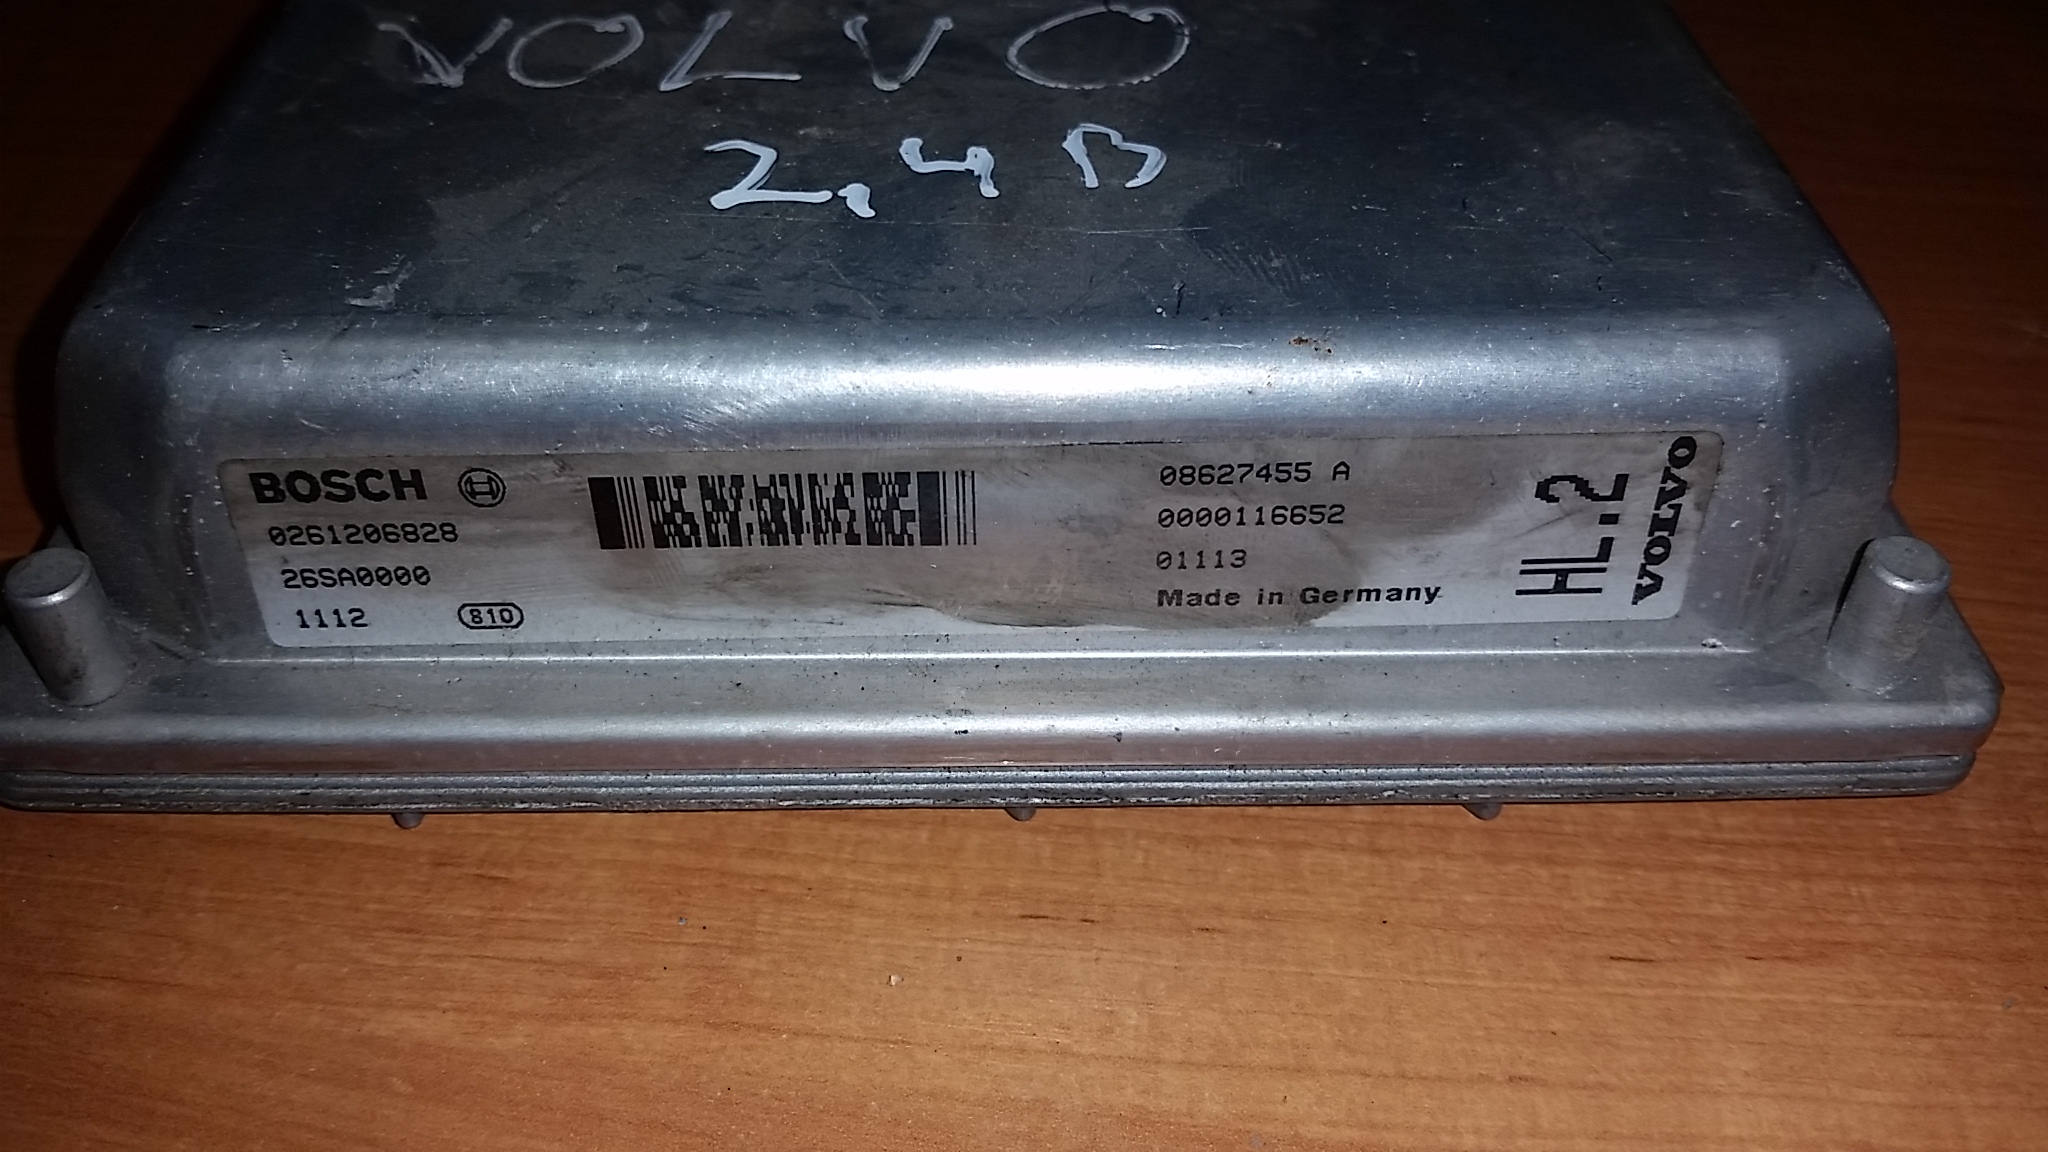 VOLVO
2,4B
BOSCH
0261206828
26SA0000
1112
810
08627455 A
0000116652
01113
Made in Germany
HL.2
VOLVO